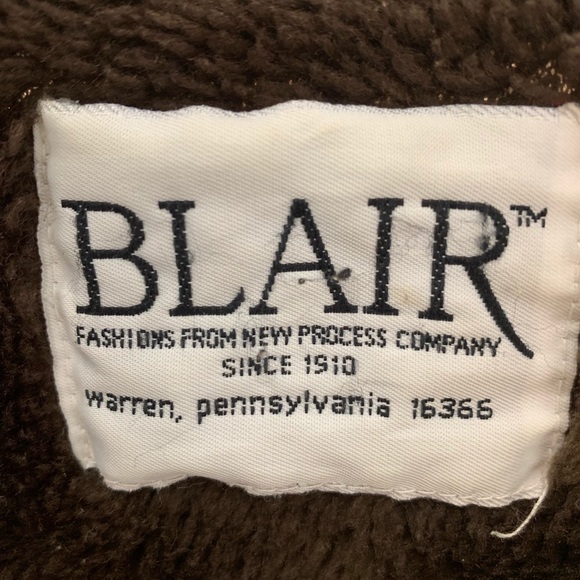 BLAIR™
FASHIONS FROM NEW PROCESS COMPANY
SINCE 1910
warren, pennsylvania 16366